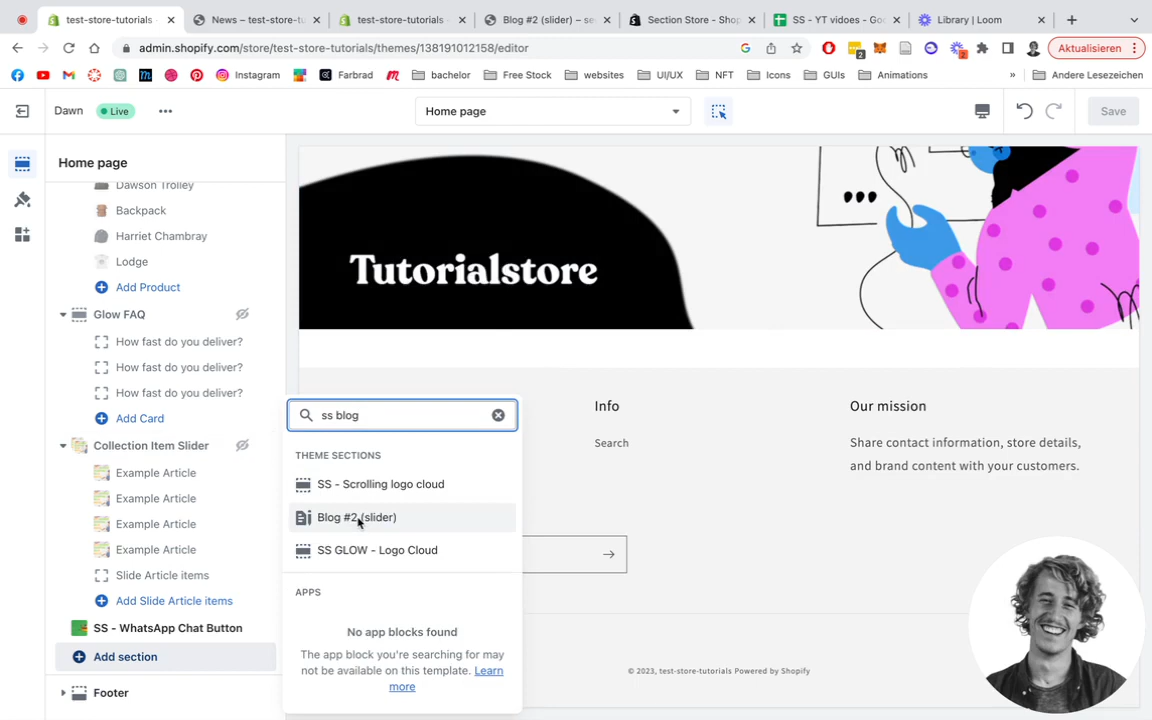 test-store-tutorials -
News – test-store-tu
test-store-tutorials -
Blog #2 (slider) – se
Section Store - Shop
SS - YT vidoes - Goo
Library | Loom
admin.shopify.com/store/test-store-tutorials/themes/138191012158/editor
Aktualisieren
Instagram
Farbrad
bachelor
Free Stock
websites
UI/UX
NFT
Icons
GUIs
Animations
»
Andere Lesezeichen
Dawn
Live
Home page
Save
Home page
Dawson Trolley
Backpack
Harriet Chambray
Lodge
Add Product
Glow FAQ
How fast do you deliver?
How fast do you deliver?
How fast do you deliver?
Add Card
Collection Item Slider
Example Article
Example Article
Example Article
Example Article
Slide Article items
Add Slide Article items
SS - WhatsApp Chat Button
Add section
Footer
ss blog
THEME SECTIONS
SS - Scrolling logo cloud
Blog #2 (slider)
SS GLOW - Logo Cloud
APPS
No app blocks found
The app block you're searching for may
not be available on this template. Learn
more
Tutorialstore
Info
Search
Our mission
Share contact information, store details,
and brand content with your customers.
© 2023, test-store-tutorials Powered by Shopify